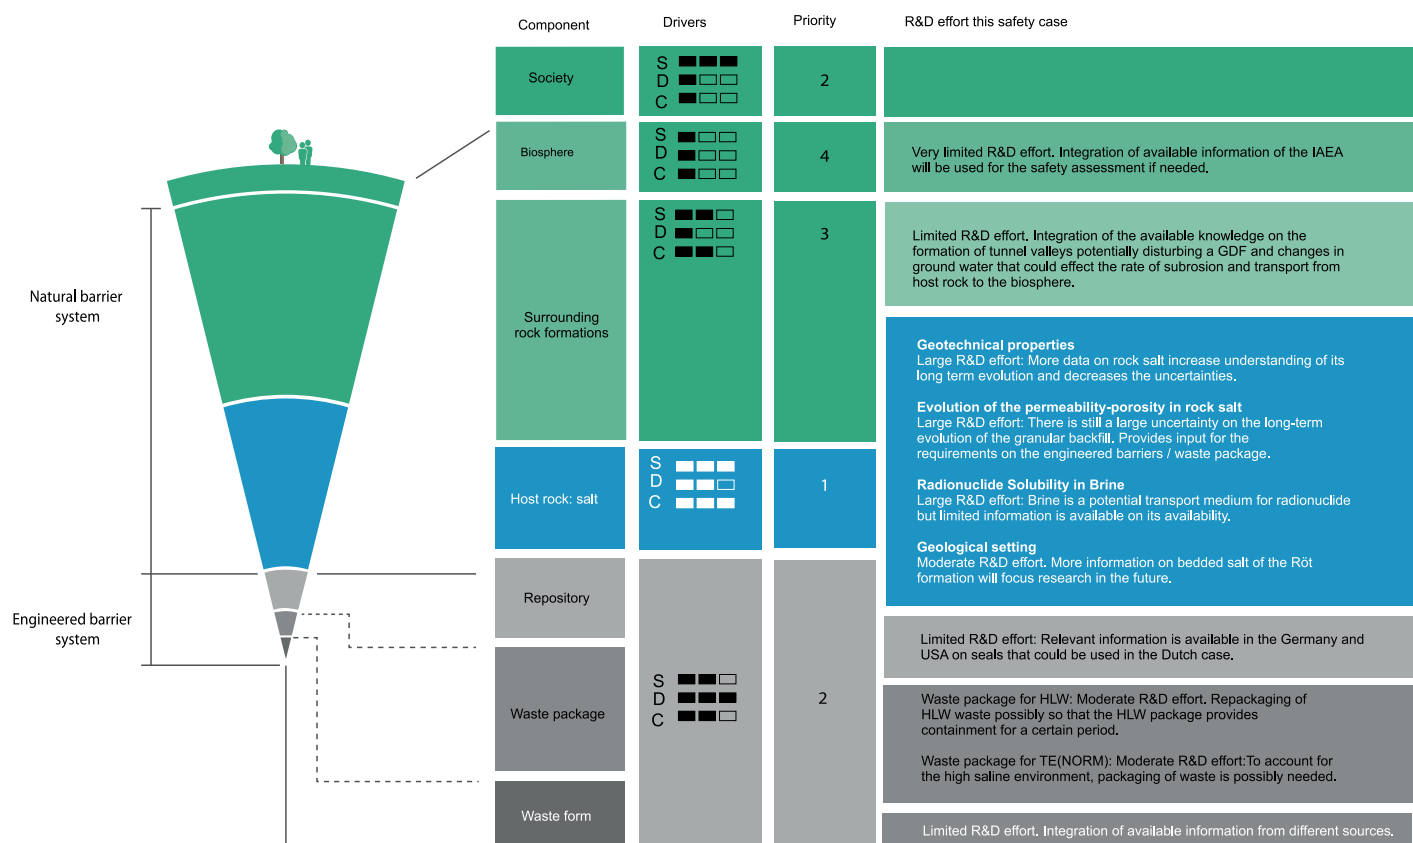 Component
Drivers
Priority
R&D effort this safety case
Society
S
D
C
2
Biosphere
S
D
C
4
Very limited R&D effort. Integration of available information of the IAEA
will be used for the safety assessment if needed.
Natural barrier
system
Surrounding
rock formations
S
D
C
3
Limited R&D effort. Integration of the available knowledge on the
formation of tunnel valleys potentially disturbing a GDF and changes in
ground water that could effect the rate of subrosion and transport from
host rock to the biosphere.
Host rock: salt
S
D
C
1
Geotechnical properties
Large R&D effort: More data on rock salt increase understanding of its
long term evolution and decreases the uncertainties.
Evolution of the permeability-porosity in rock salt
Large R&D effort: There is still a large uncertainty on the long-term
evolution of the granular backfill. Provides input for the
requirements on the engineered barriers / waste package.
Radionuclide Solubility in Brine
Large R&D effort: Brine is a potential transport medium for radionuclide
but limited information is available on its availability.
Geological setting
Moderate R&D effort. More information on bedded salt of the Röt
formation will focus research in the future.
Engineered barrier
system
Repository
Waste package
Waste form
S
D
C
2
Limited R&D effort: Relevant information is available in the Germany and
USA on seals that could be used in the Dutch case.
Waste package for HLW: Moderate R&D effort. Repackaging of
HLW waste possibly so that the HLW package provides
containment for a certain period.
Waste package for TE(NORM): Moderate R&D effort:To account for
the high saline environment, packaging of waste is possibly needed.
Limited R&D effort. Integration of available information from different sources.